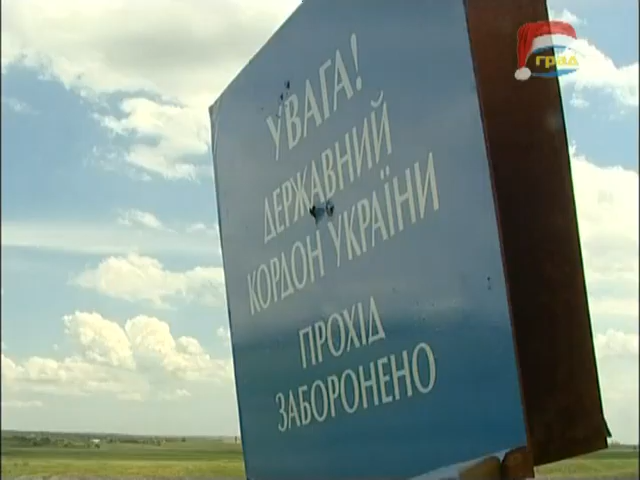 град
УВАГА!
ДЕРЖАВНИЙ
КОРДОН УКРАЇНИ
ПРОХІД
ЗАБОРОНЕНО